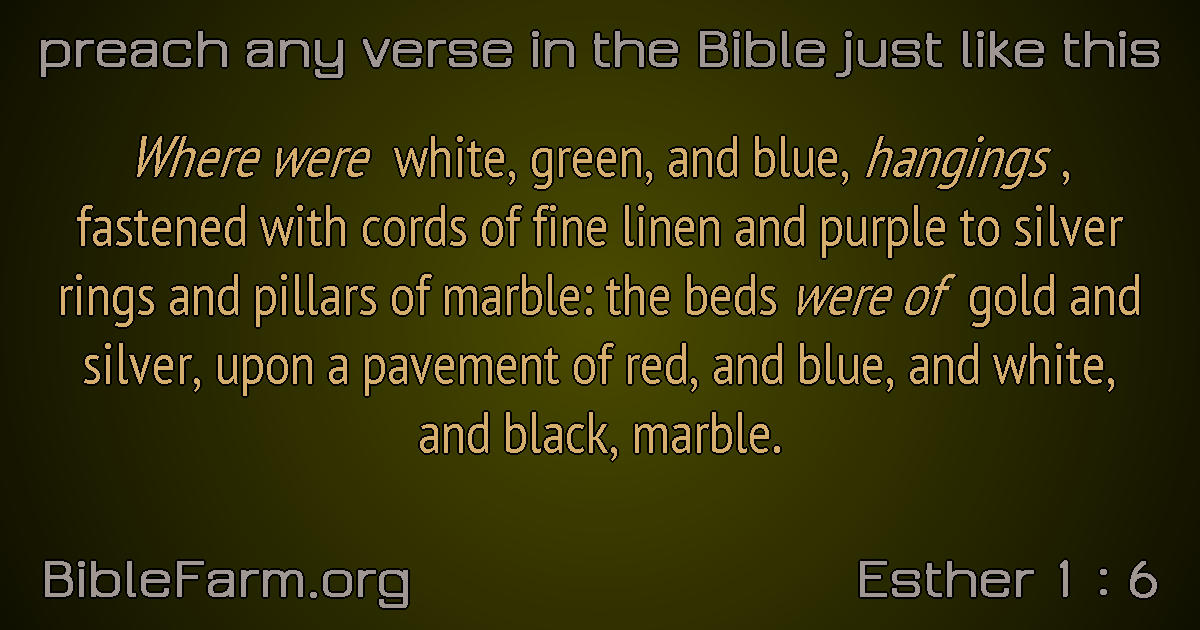 preach any verse in the Bible just like this
Where were white, green, and blue, hangings ,
fastened with cords of fine linen and purple to silver
rings and pillars of marble: the beds were of gold and
silver, upon a pavement of red, and blue, and white,
and black, marble.
BibleFarm.org
Esther 1 : 6